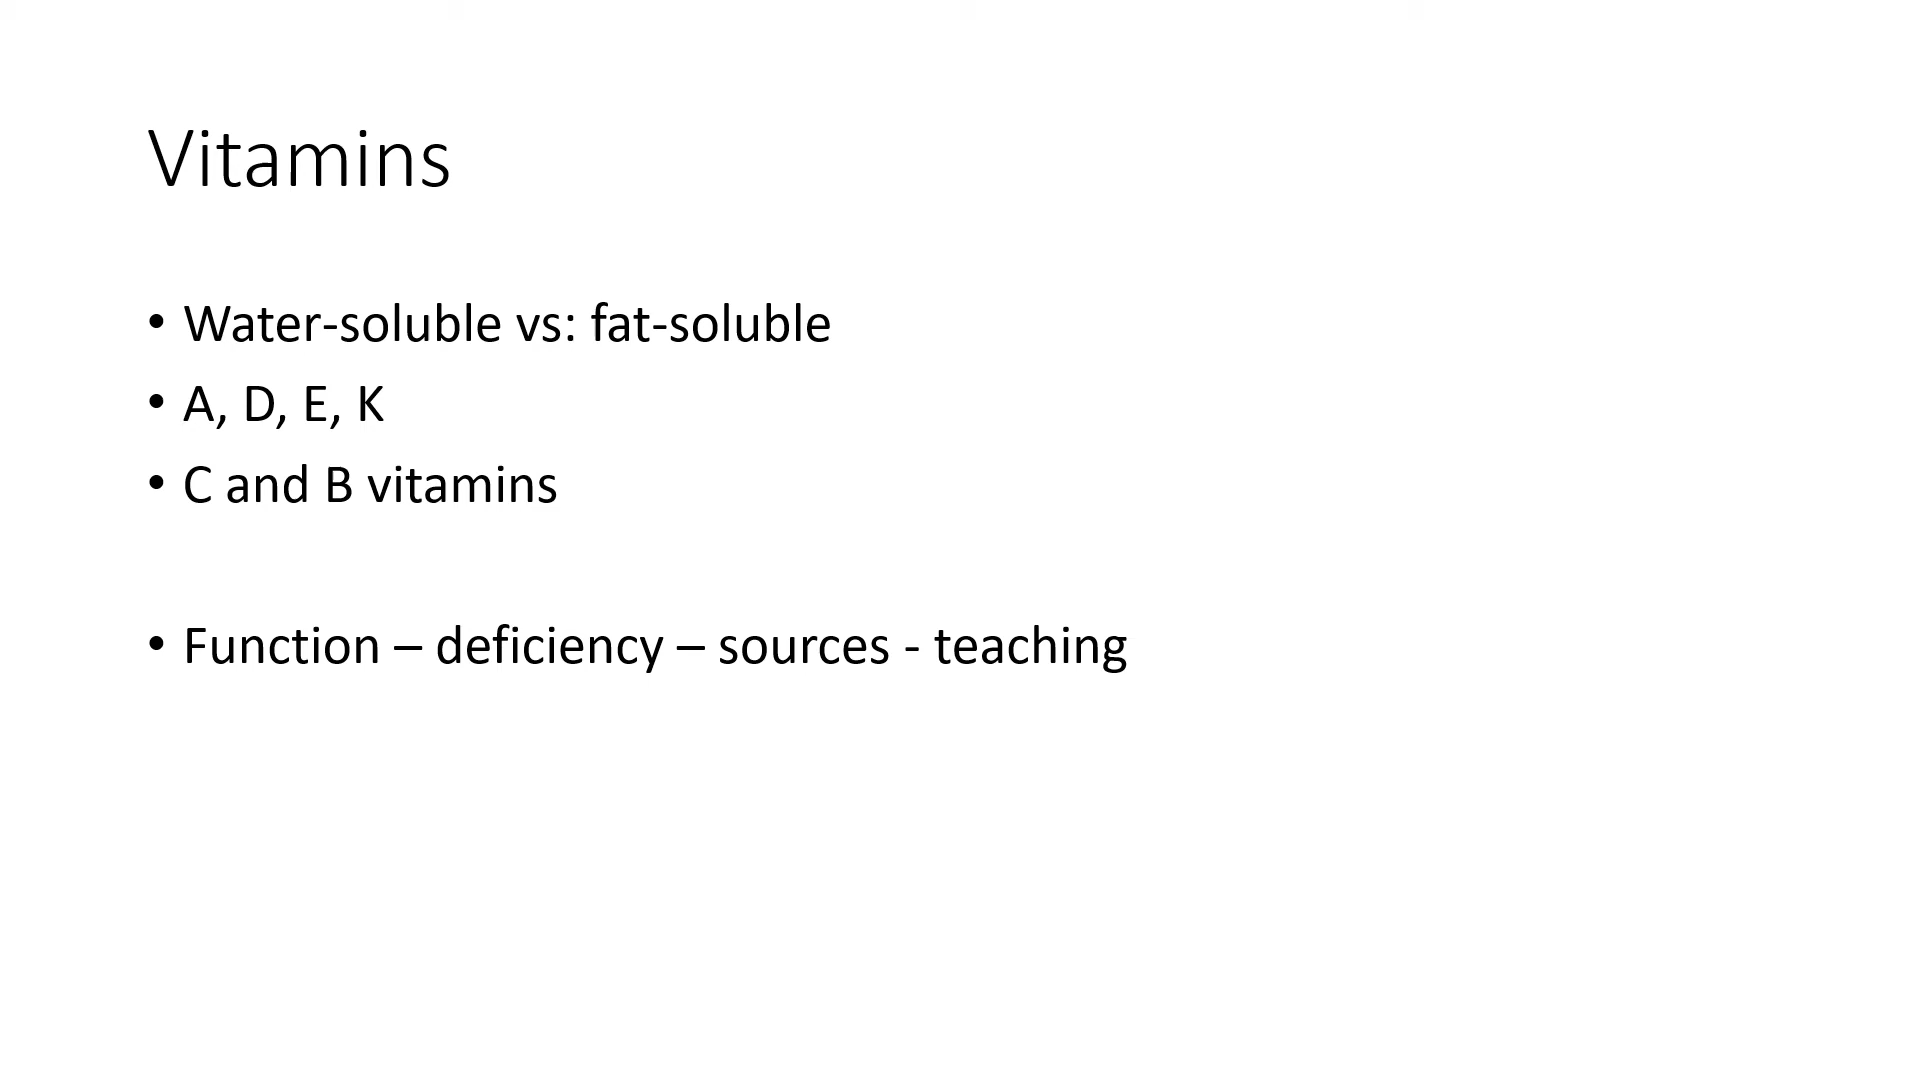 Vitamins
• Water-soluble vs: fat-soluble
• A, D, E, K
• C and B vitamins
• Function – deficiency – sources - teaching